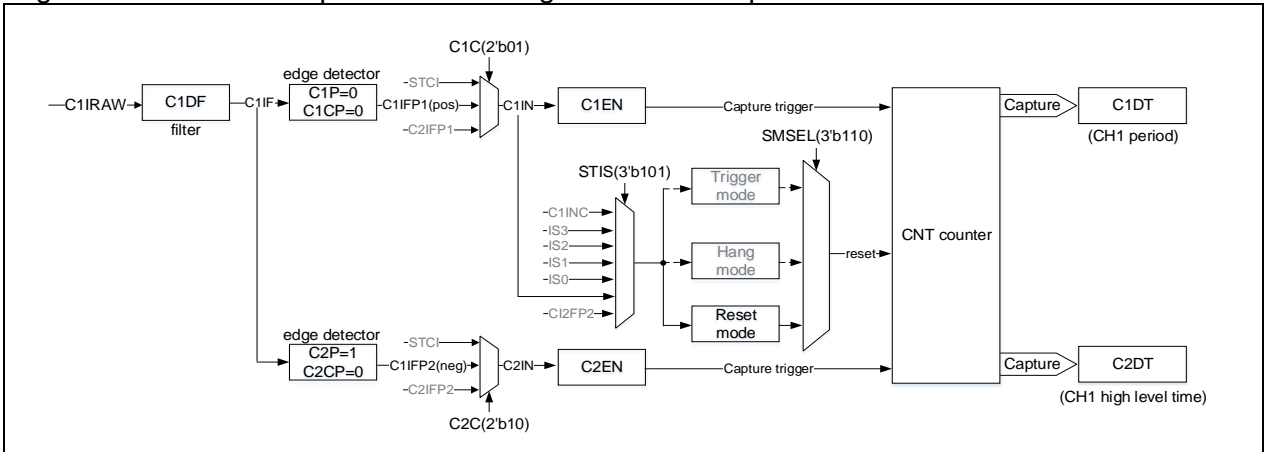 C1C(2'b01)
edge detector
-STCI
C1IRAW
C1DF
C1IF
C1P=0
C1CP=0
C1IFP1(pos)
C1IN
C1EN
Capture trigger
Capture
C1DT
filter
-C2IFP1
(CH1 period)
SMSEL(3'b110)
STIS(3'b101)
Trigger
mode
-C1INC
-IS3
-IS2
-IS1
-IS0
-CI2FP2
Hang
mode
reset
CNT counter
Reset
mode
edge detector
-STCI
C2P=1
C2CP=0
C1IFP2(neg)
C2IN
C2EN
Capture trigger
Capture
C2DT
-C2IFP2
(CH1 high level time)
C2C(2'b10)